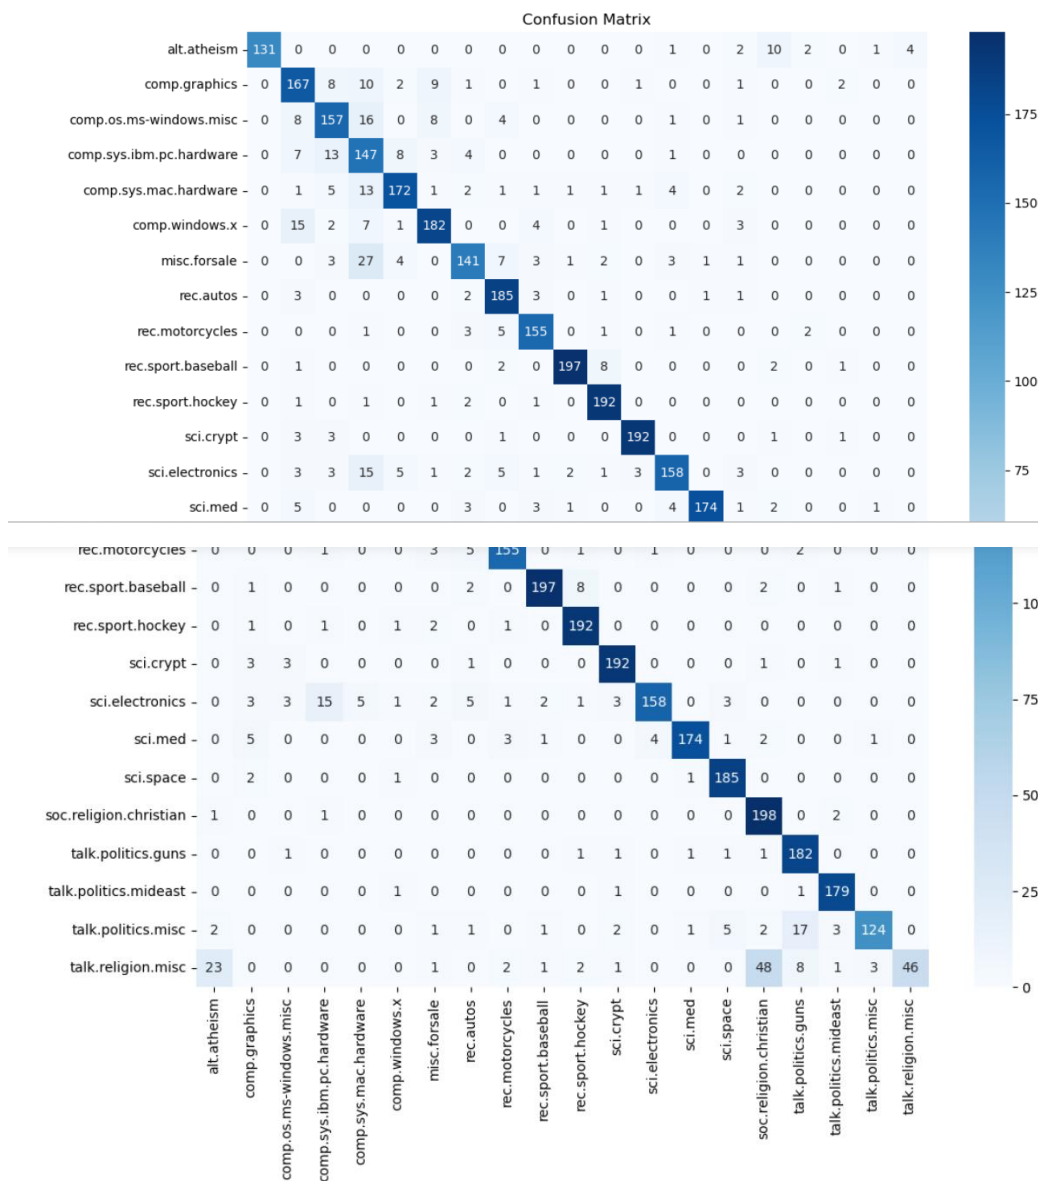 Confusion Matrix
alt.atheism - 131 0 0 0 0 0 0 0 0 0 0 0 1 0 2 10 2 0 1 4
comp.graphics - 0 167 8 10 2 9 1 0 1 0 0 1 0 0 1 0 0 2 0 0
comp.os.ms-windows.misc - 0 8 157 16 0 8 0 4 0 0 0 0 1 0 1 0 0 0 0 0
175
comp.sys.ibm.pc.hardware - 0 7 13 147 8 3 4 0 0 0 0 0 1 0 0 0 0 0 0 0
comp.sys.mac.hardware - 0 1 5 13 172 1 2 1 1 1 1 1 4 0 2 0 0 0 0 0
150
comp.windows.x - 0 15 2 7 1 182 0 0 4 0 1 0 0 0 3 0 0 0 0 0
misc.forsale - 0 0 3 27 4 0 141 7 3 1 2 0 3 1 1 0 0 0 0 0
rec.autos - 0 3 0 0 0 0 2 185 3 0 1 0 0 1 1 0 0 0 0 0
125
rec.motorcycles - 0 0 0 1 0 0 3 5 155 0 1 0 1 0 0 0 2 0 0 0
rec.sport.baseball - 0 1 0 0 0 0 0 2 0 197 8 0 0 0 0 2 0 1 0 0
100
rec.sport.hockey - 0 1 0 1 0 1 2 0 1 0 192 0 0 0 0 0 0 0 0 0
sci.crypt - 0 3 3 0 0 0 0 1 0 0 0 192 0 0 0 1 0 1 0 0
75
sci.electronics - 0 3 3 15 5 1 2 5 1 2 1 3 158 0 3 0 0 0 0 0
sci.med - 0 5 0 0 0 0 3 0 3 1 0 0 4 174 1 2 0 0 1 0
rec.motorcycles - 0 0 0 1 0 0 3 5 155 0 1 0 1 0 0 0 2 0 0 0
rec.sport.baseball - 0 1 0 0 0 0 0 2 0 197 8 0 0 0 0 2 0 1 0 0
10
rec.sport.hockey - 0 1 0 1 0 1 2 0 1 0 192 0 0 0 0 0 0 0 0 0
sci.crypt - 0 3 3 0 0 0 0 1 0 0 0 192 0 0 0 1 0 1 0 0
75
sci.electronics - 0 3 3 15 5 1 2 5 1 2 1 3 158 0 3 0 0 0 0 0
sci.med - 0 5 0 0 0 0 3 0 3 1 0 0 4 174 1 2 0 0 1 0
sci.space - 0 2 0 0 0 1 0 0 0 0 0 0 0 1 185 0 0 0 0 0
50
soc.religion.christian - 1 0 0 1 0 0 0 0 0 0 0 0 0 0 0 198 0 2 0 0
talk.politics.guns - 0 0 1 0 0 0 0 0 0 0 1 1 0 1 1 1 182 0 0 0
talk.politics.mideast - 0 0 0 0 0 1 0 0 0 0 0 1 0 0 0 0 1 179 0 0
25
talk.politics.misc - 2 0 0 0 0 0 1 1 0 1 0 2 0 1 5 2 17 3 124 0
talk.religion.misc - 23 0 0 0 0 0 1 0 2 1 2 1 0 0 0 48 8 1 3 46
0
alt.atheism
comp.graphics
comp.os.ms-windows.misc
comp.sys.ibm.pc.hardware
comp.sys.mac.hardware
comp.windows.x
misc.forsale
rec.autos
rec.motorcycles
rec.sport.baseball
rec.sport.hockey
sci.crypt
sci.electronics
sci.med
sci.space
soc.religion.christian
talk.politics.guns
talk.politics.mideast
talk.politics.misc
talk.religion.misc